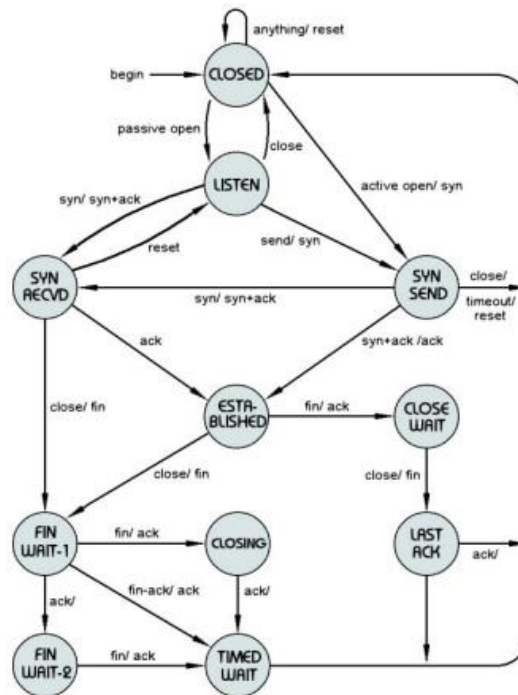 anything/ reset
begin
CLOSED
passive open
close
LISTEN
active open/ syn
syn/ syn+ack
reset
send/ syn
SYN
RECVD
SYN
SEND
close/
timeout/
reset
syn/ syn+ack
ack
syn+ack /ack
close/ fin
ESTA-
BLISHED
fin/ ack
CLOSE
WAIT
close/ fin
close/ fin
FIN
WAIT-1
fin/ ack
CLOSING
LAST
ACK
ack/
ack/
fin-ack/ ack
ack/
FIN
WAIT-2
fin/ ack
TIMED
WAIT